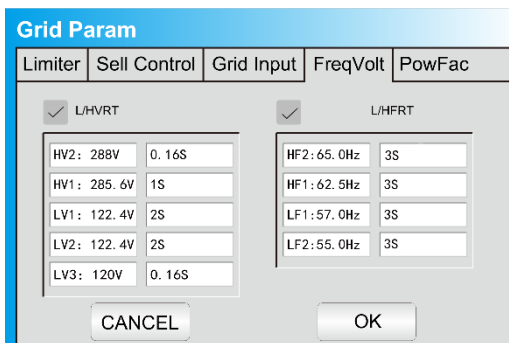 Grid Param
Limiter Sell Control Grid Input FreqVolt PowFac
L/HVRT
HV2: 288V 0.16S
HV1: 285.6V 1S
LV1: 122.4V 2S
LV2: 122.4V 2S
LV3: 120V 0.16S
L/HFRT
HF2:65.0Hz 3S
HF1:62.5Hz 3S
LF1:57.0Hz 3S
LF2:55.0Hz 3S
CANCEL OK